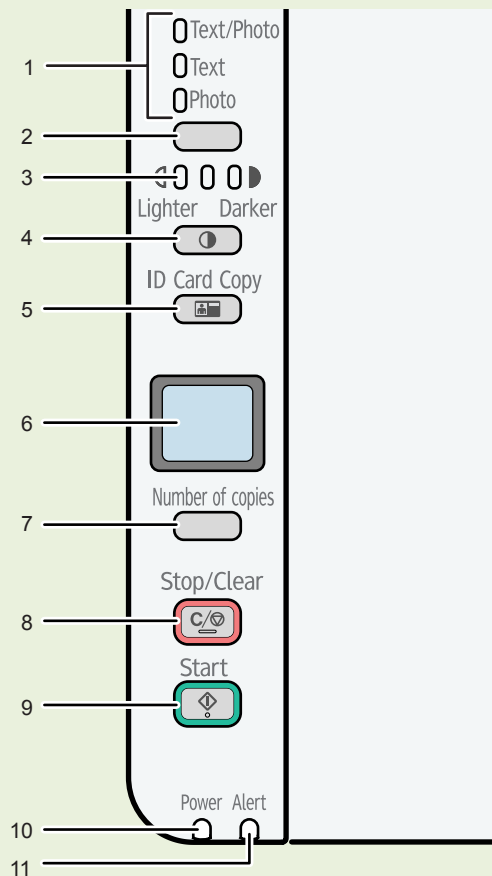 Text/Photo
1
Text
Photo
2
3
Lighter Darker
4
ID Card Copy
5
6
Number of copies
7
Stop/Clear
8 C/
Start
9
Power Alert
10
11